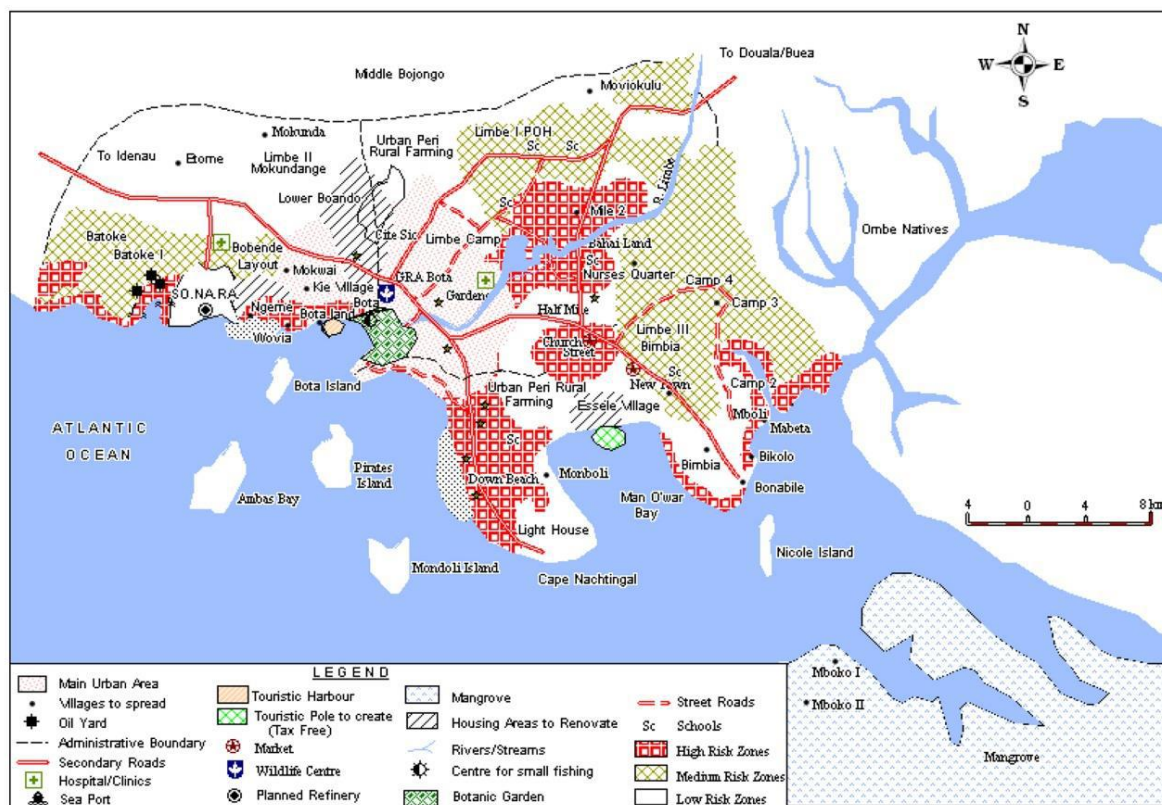 N
W E
S
To Douala/Buea
Middle Bojongo
Moviokulu
Mokunda
Urban Peri
Rural Farming
Limbe I POH
Sc Sc
To Idenau
Etome
Limbe II
Mokundange
R. Limbe
Lower Boando
Sc
Mile 2
Batoke
Cite Sic
Limbe Camp
Bahai Land
Ombe Natives
Batoke I
Bobende
Layout
Mokwai
GRA Bota
Sc
Nurses Quarter
Camp 4
SO.NA.RA
Kie Village
Gardene
Camp 3
Ngeme
Bota
Botaland
Half Mile
Wovia
Church
Street
Limbe III
Bimbia
Sc
Bota Island
Urban Peri Rural
Farming
New Town
Camp 2
Essele Village
Mboli
Mabeta
ATLANTIC
OCEAN
Sc
Pirates
Island
Monboli
Bimbia
Bikolo
Ambas Bay
Down Beach
Man O'war
Bay
Bonabile
4 0 4 8 km
Light House
Mondoli Island
Cape Nachtingal
Nicole Island
Mboko I
Mboko II
Mangrove
LEGEND
Main Urban Area
Villages to spread
Oil Yard
Administrative Boundary
Secondary Roads
Hospital/Clinics
Sea Port
Touristic Harbour
Touristic Pole to create
(Tax Free)
Market
Wildlife Centre
Planned Refinery
Mangrove
Housing Areas to Renovate
Rivers/Streams
Centre for small fishing
Botanic Garden
Street Roads
Sc Schools
High Risk Zones
Medium Risk Zones
Low Risk Zones